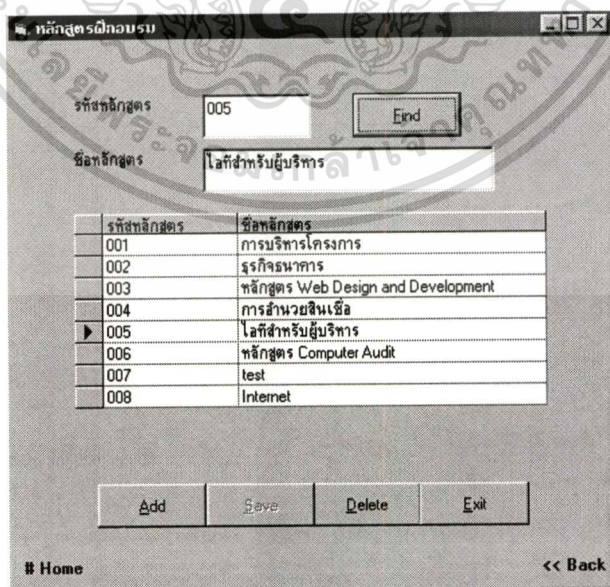 หลักสูตรฝึกอบรม
รหัสหลักสูตร 005 Find
ชื่อหลักสูตร ไอทีสำหรับผู้บริหาร
รหัสหลักสูตร ชื่อหลักสูตร
001 การบริหารโครงการ
002 ธุรกิจธนาคาร
003 หลักสูตร Web Design and Development
004 การอำนวยสินเชื่อ
005 ไอทีสำหรับผู้บริหาร
006 หลักสูตร Computer Audit
007 test
008 Internet
Add Save Delete Exit
# Home << Back